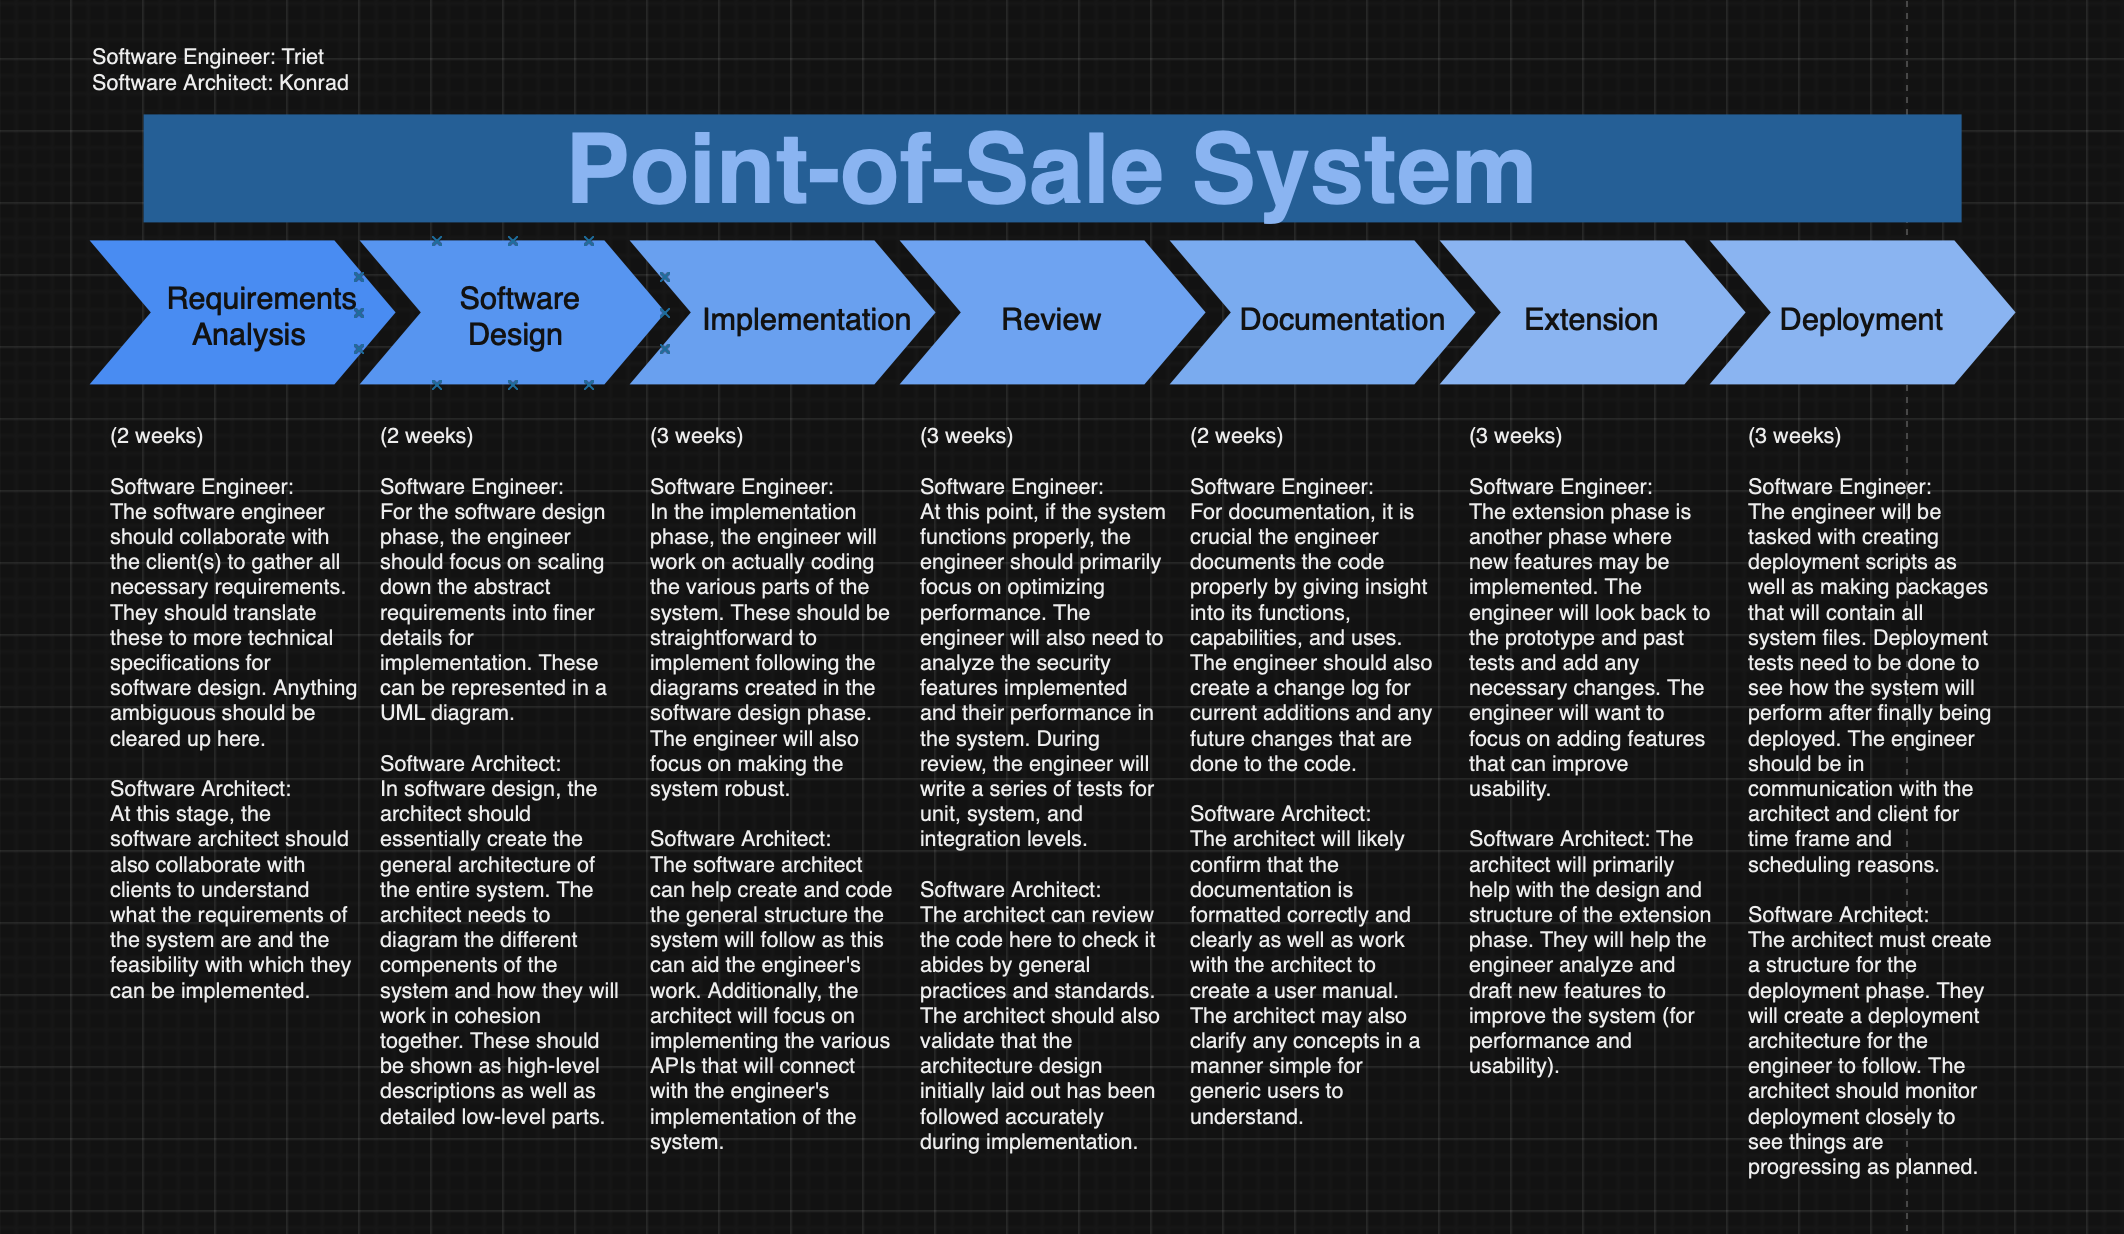 Software Engineer: Triet
Software Architect: Konrad
Point-of-Sale System
Requirements
Analysis
Software
Design
Implementation
Review
Documentation
Extension
Deployment
(2 weeks)
Software Engineer:
The software engineer
should collaborate with
the client(s) to gather all
necessary requirements.
They should translate
these to more technical
specifications for
software design. Anything
ambiguous should be
cleared up here.
Software Architect:
At this stage, the
software architect should
also collaborate with
clients to understand
what the requirements of
the system are and the
feasibility with which they
can be implemented.
(2 weeks)
Software Engineer:
For the software design
phase, the engineer
should focus on scaling
down the abstract
requirements into finer
details for
implementation. These
can be represented in a
UML diagram.
Software Architect:
In software design, the
architect should
essentially create the
general architecture of
the entire system. The
architect needs to
diagram the different
compenents of the
system and how they will
work in cohesion
together. These should
be shown as high-level
descriptions as well as
detailed low-level parts.
(3 weeks)
Software Engineer:
In the implementation
phase, the engineer will
work on actually coding
the various parts of the
system. These should be
straightforward to
implement following the
diagrams created in the
software design phase.
The engineer will also
focus on making the
system robust.
Software Architect:
The software architect
can help create and code
the general structure the
system will follow as this
can aid the engineer's
work. Additionally, the
architect will focus on
implementing the various
APIs that will connect
with the engineer's
implementation of the
system.
(3 weeks)
Software Engineer:
At this point, if the system
functions properly, the
engineer should primarily
focus on optimizing
performance. The
engineer will also need to
analyze the security
features implemented
and their performance in
the system. During
review, the engineer will
write a series of tests for
unit, system, and
integration levels.
Software Architect:
The architect can review
the code here to check it
abides by general
practices and standards.
The architect should also
validate that the
architecture design
initially laid out has been
followed accurately
during implementation.
(2 weeks)
Software Engineer:
For documentation, it is
crucial the engineer
documents the code
properly by giving insight
into its functions,
capabilities, and uses.
The engineer should also
create a change log for
current additions and any
future changes that are
done to the code.
Software Architect:
The architect will likely
confirm that the
documentation is
formatted correctly and
clearly as well as work
with the architect to
create a user manual.
The architect may also
clarify any concepts in a
manner simple for
generic users to
understand.
(3 weeks)
Software Engineer:
The extension phase is
another phase where
new features may be
implemented. The
engineer will look back to
the prototype and past
tests and add any
necessary changes. The
engineer will want to
focus on adding features
that can improve
usability.
Software Architect: The
architect will primarily
help with the design and
structure of the extension
phase. They will help the
engineer analyze and
draft new features to
improve the system (for
performance and
usability).
(3 weeks)
Software Engineer:
The engineer will be
tasked with creating
deployment scripts as
well as making packages
that will contain all
system files. Deployment
tests need to be done to
see how the system will
perform after finally being
deployed. The engineer
should be in
communication with the
architect and client for
time frame and
scheduling reasons.
Software Architect:
The architect must create
a structure for the
deployment phase. They
will create a deployment
architecture for the
engineer to follow. The
architect should monitor
deployment closely to
see things are
progressing as planned.